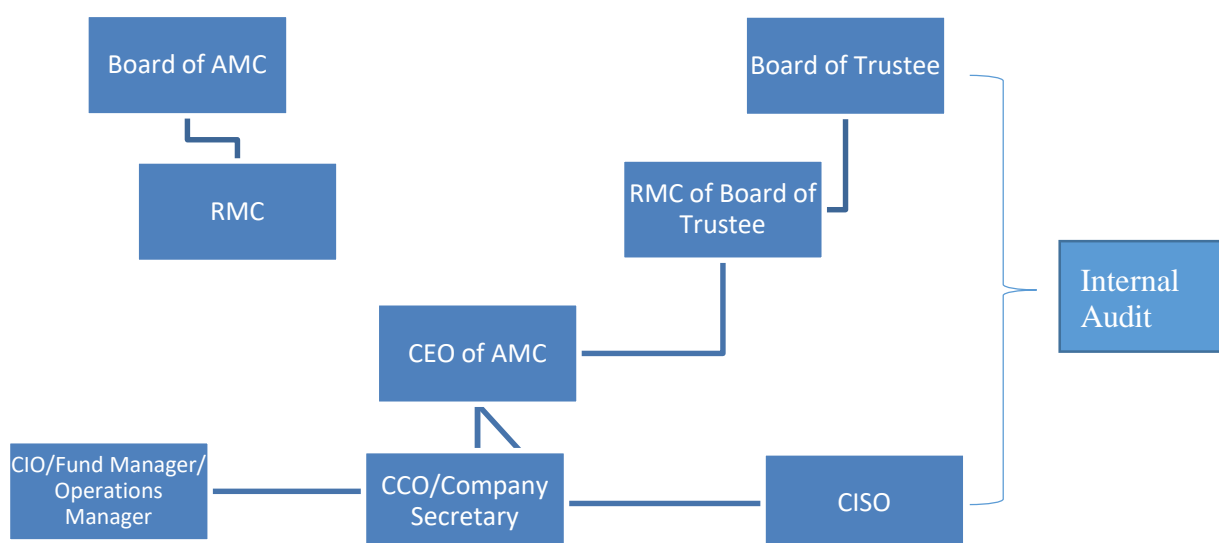 Board of AMC
Board of Trustee
RMC
RMC of Board of
Trustee
Internal
Audit
CEO of AMC
CIO/Fund Manager/
Operations
Manager
CCO/Company
Secretary
CISO